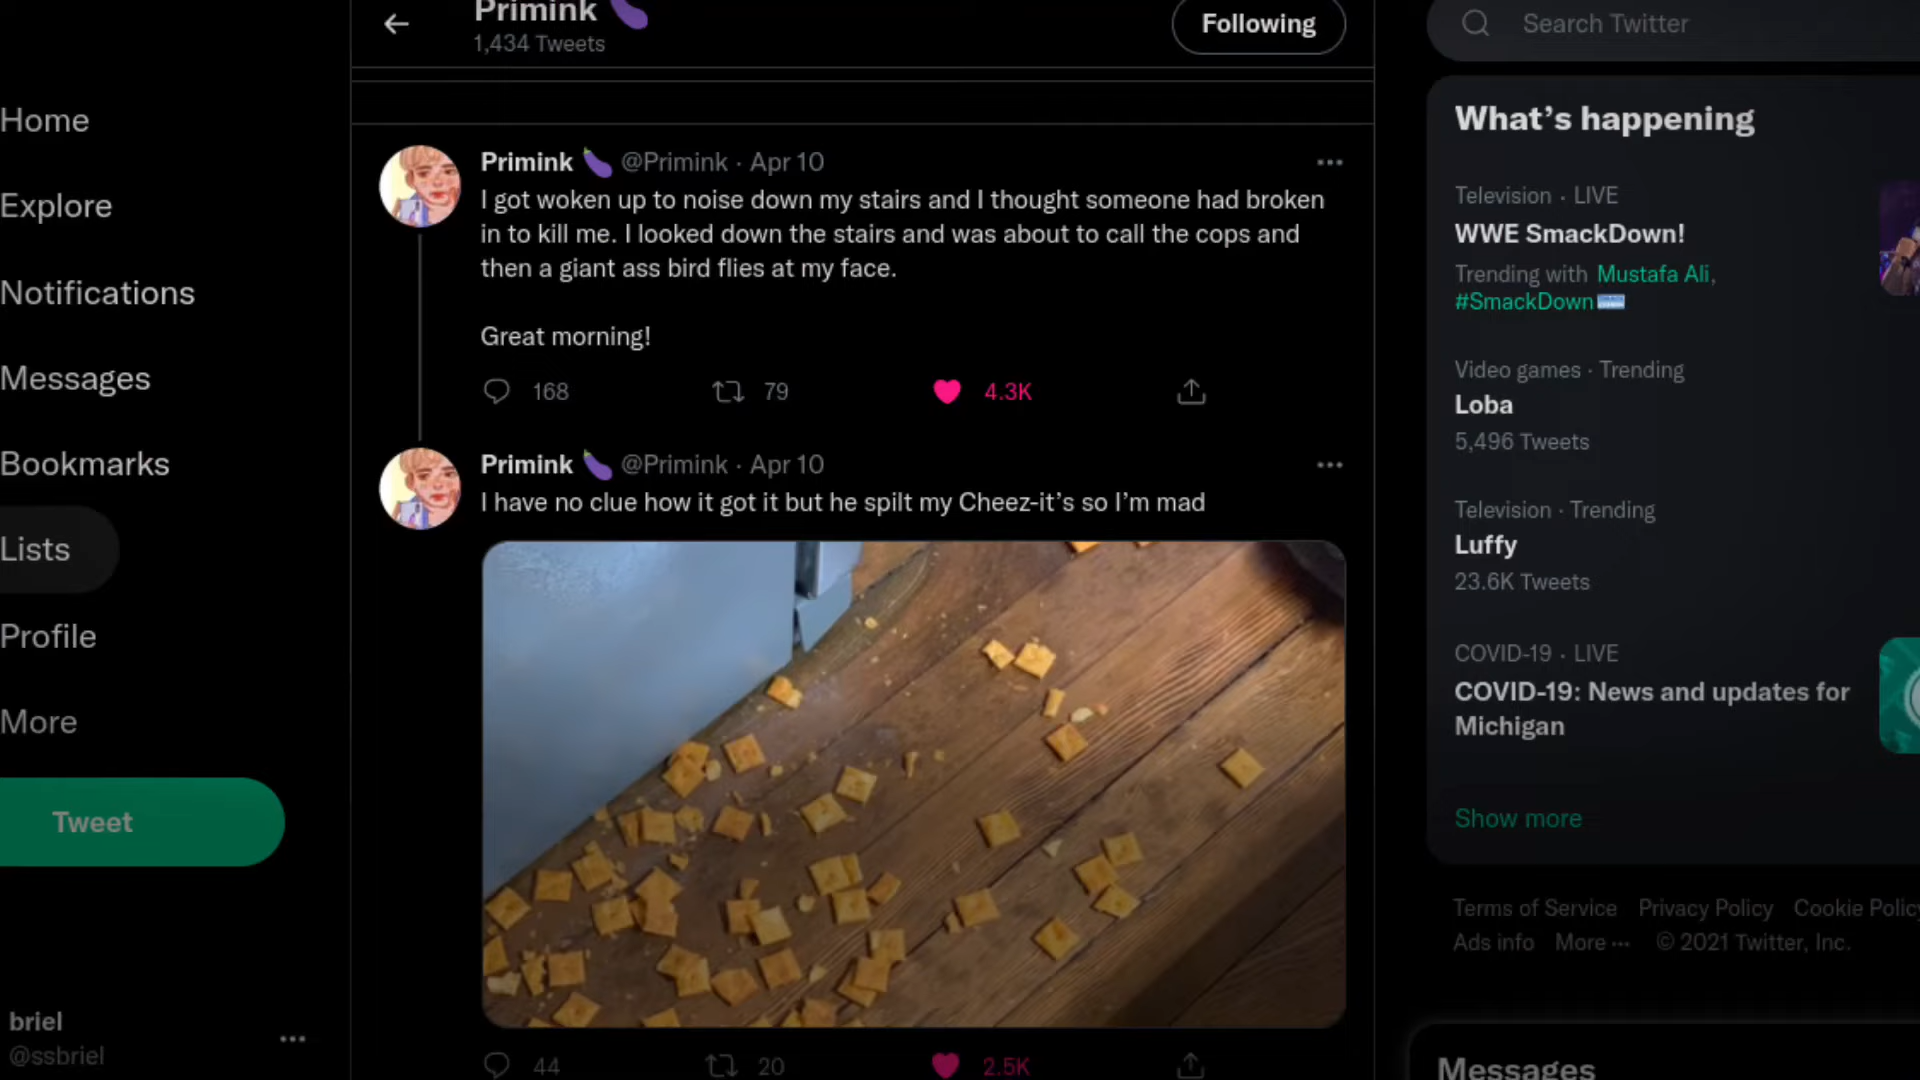 Primink
1,434 Tweets
Following
Search Twitter
Home
Explore
Notifications
Messages
Bookmarks
Lists
Profile
More
Tweet
briel
@ssbriel
Primink @Primink · Apr 10
I got woken up to noise down my stairs and I thought someone had broken
in to kill me. I looked down the stairs and was about to call the cops and
then a giant ass bird flies at my face.
Great morning!
168 79 4.3K
Primink @Primink · Apr 10
I have no clue how it got it but he spilt my Cheez-it’s so I’m mad
44 20 2.5K
What’s happening
Television · LIVE
WWE SmackDown!
Trending with Mustafa Ali,
#SmackDown
Video games · Trending
Loba
5,496 Tweets
Television · Trending
Luffy
23.6K Tweets
COVID-19 · LIVE
COVID-19: News and updates for
Michigan
Show more
Terms of Service Privacy Policy Cookie Policy
Ads info More ··· © 2021 Twitter, Inc.
Messages